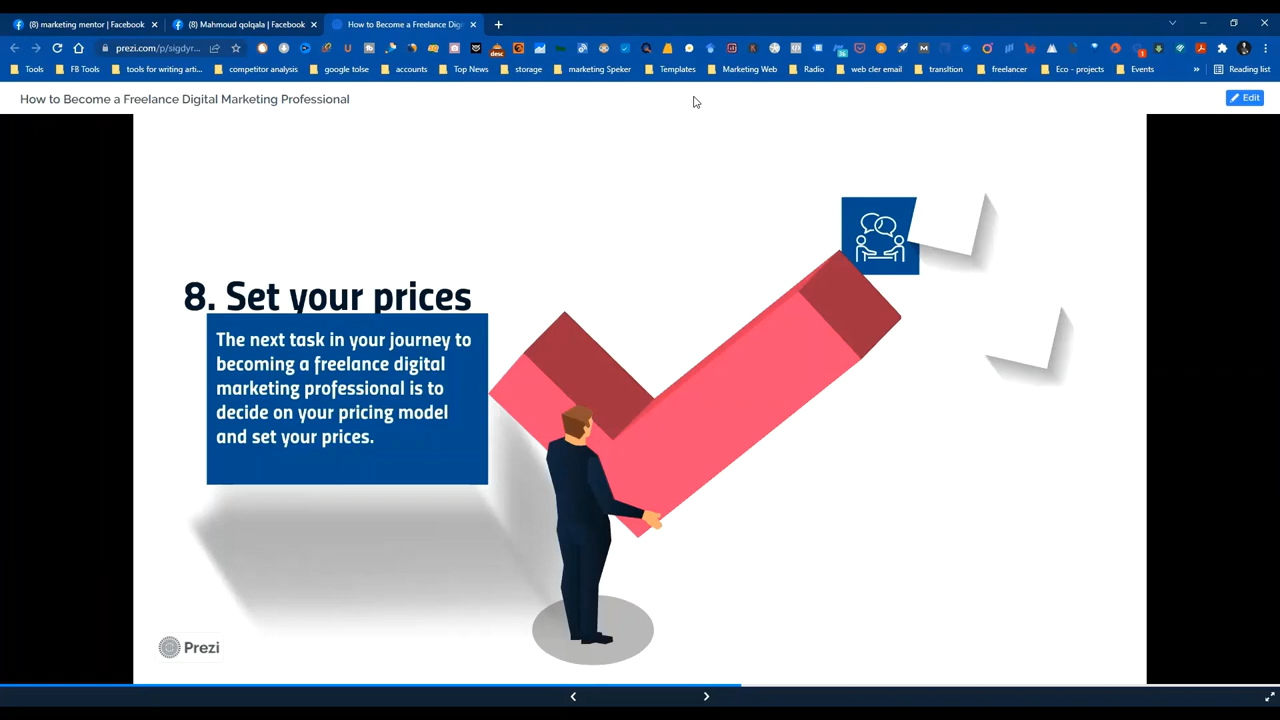 (8) marketing mentor | Facebook
(8) Mahmoud qolqala | Facebook
How to Become a Freelance Digi
prezi.com/p/sigdyr...
Tools
FB Tools
tools for writing arti...
competitor analysis
google tolse
accounts
Top News
storage
marketing Speker
Templates
Marketing Web
Radio
web cler email
transltion
freelancer
Eco - projects
Events
Reading list
How to Become a Freelance Digital Marketing Professional
Edit
8. Set your prices
The next task in your journey to
becoming a freelance digital
marketing professional is to
decide on your pricing model
and set your prices.
Prezi